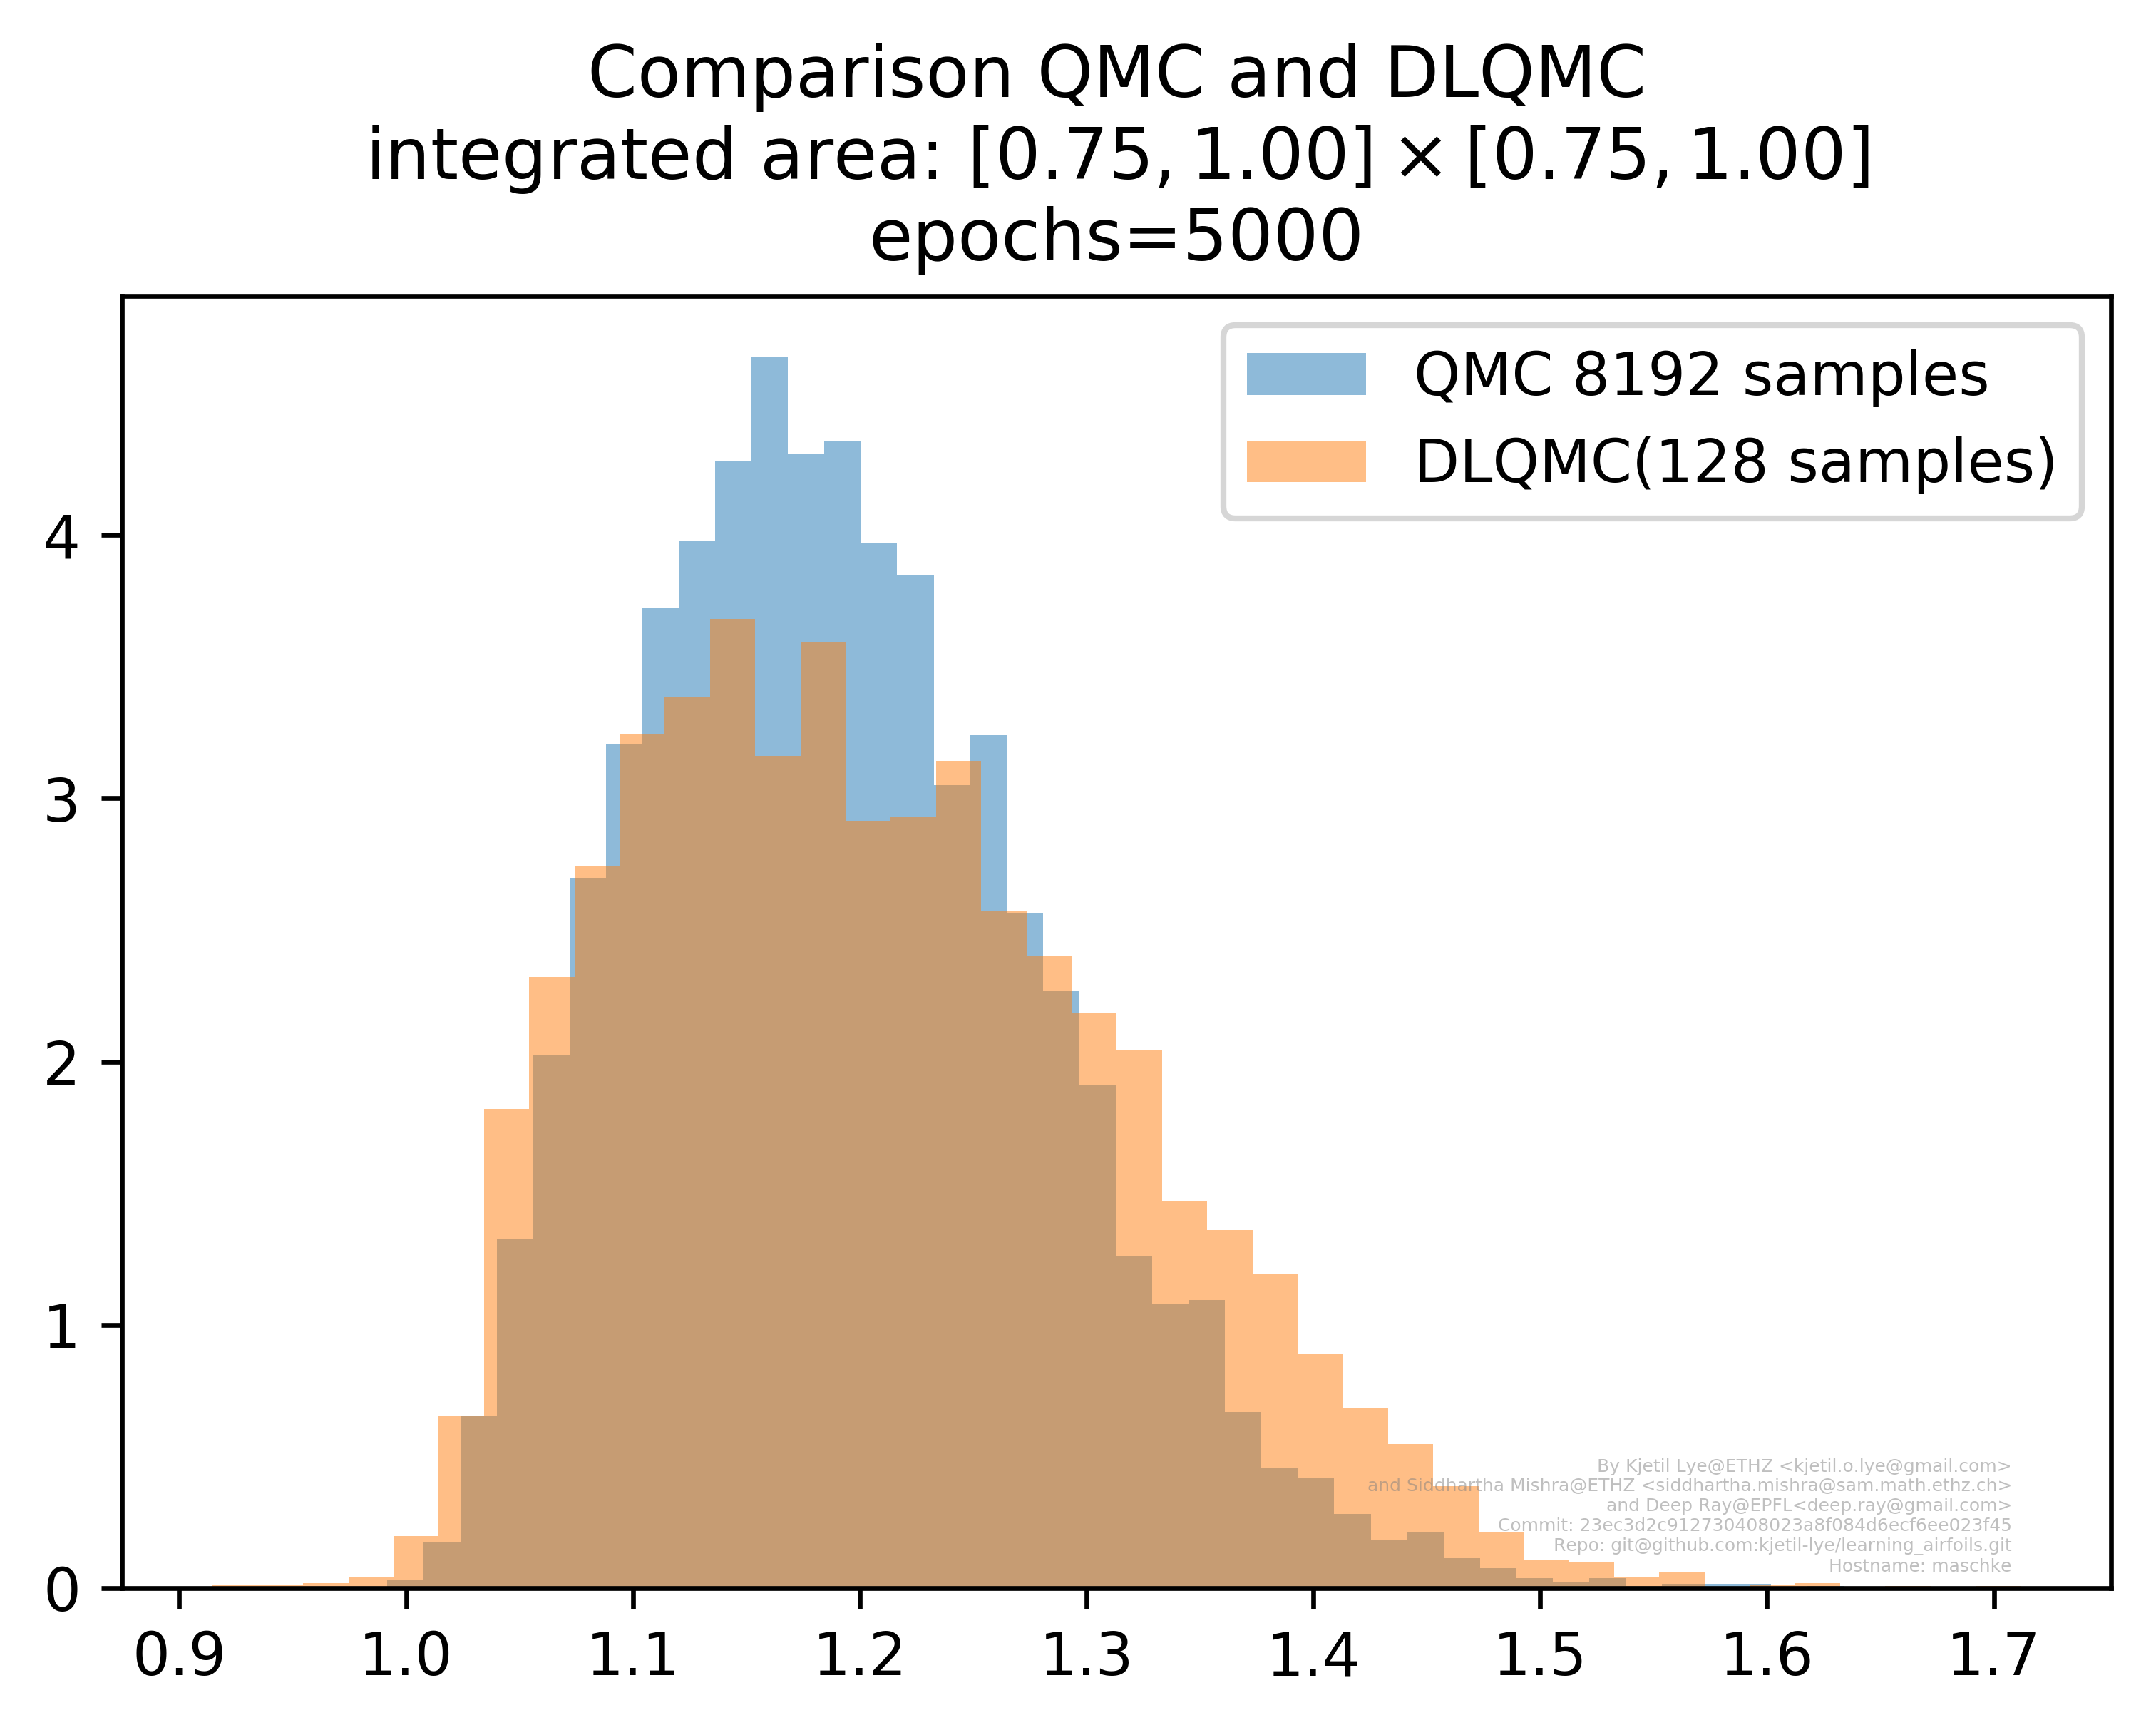 Comparison QMC and DLQMC
integrated area: [0.75, 1.00] × [0.75, 1.00]
epochs=5000
QMC 8192 samples
DLQMC(128 samples)
4
3
2
1
0
0.9 1.0 1.1 1.2 1.3 1.4 1.5 1.6 1.7
By Kjetil Lye@ETHZ <kjetil.o.lye@gmail.com>
and Siddhartha Mishra@ETHZ <siddhartha.mishra@sam.math.ethz.ch>
and Deep Ray@EPFL<deep.ray@gmail.com>
Commit: 23ec3d2c912730408023a8f084d6ecf6ee023f45
Repo: git@github.com:kjetil-lye/learning_airfoils.git
Hostname: maschke